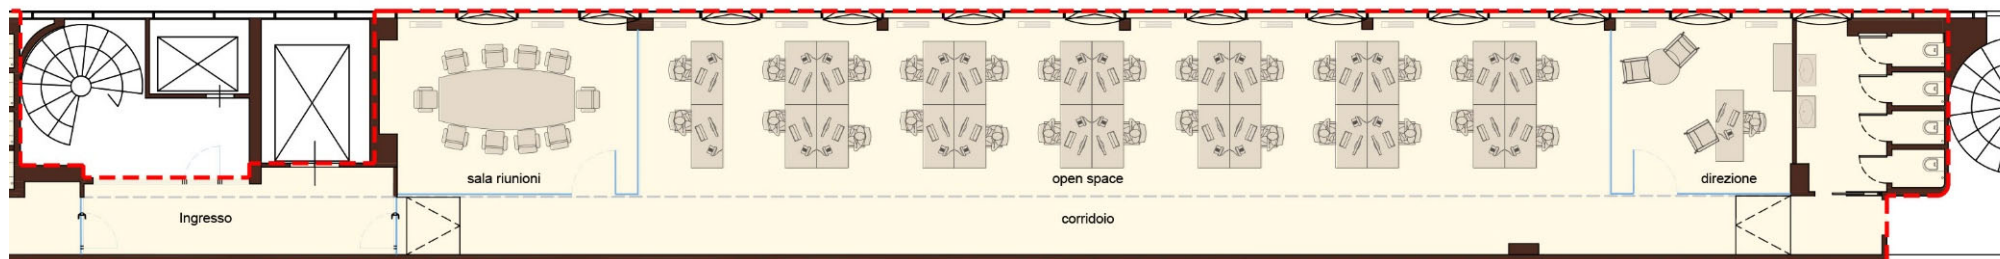 sala riunioni
open space
direzione
Ingresso
corridoio